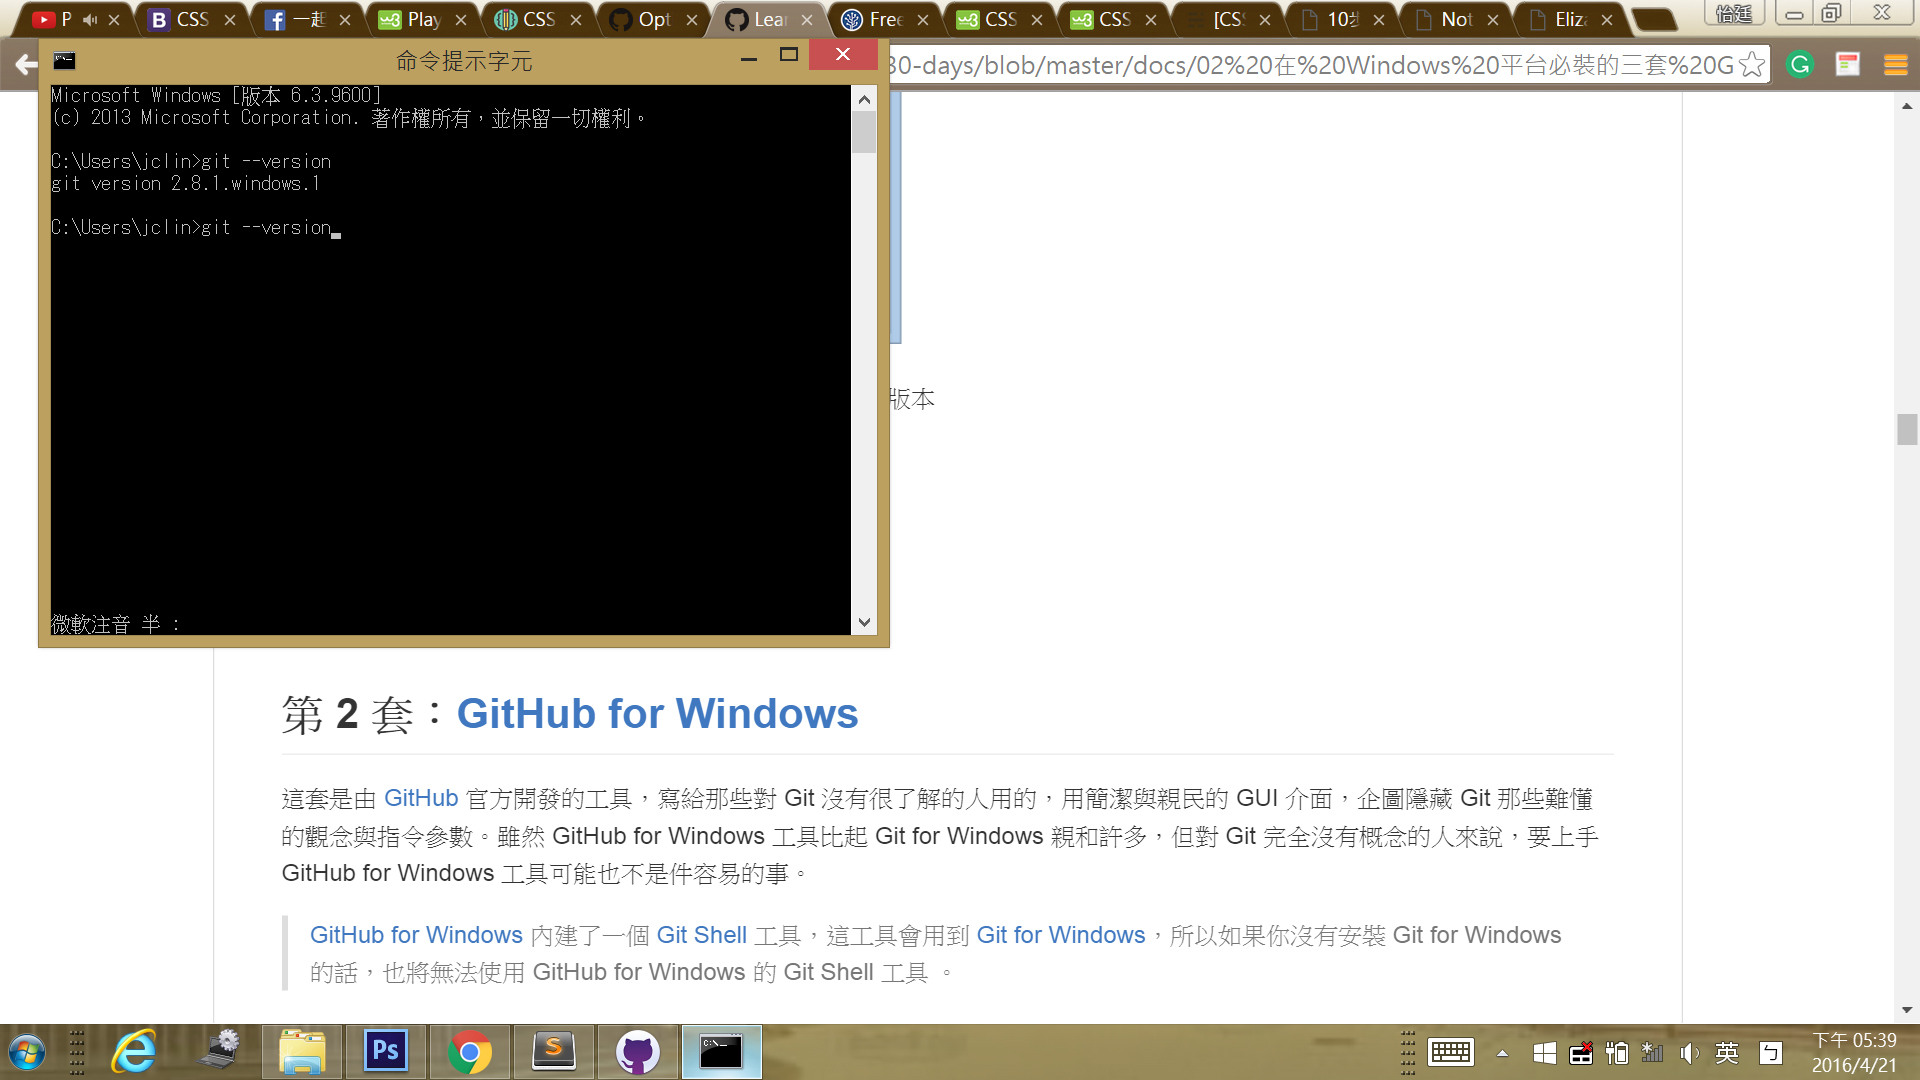 P
CSS
一起
Play
CSS
Opt
Lear
Free
CSS
CSS
[CSS
10步
Not
Eliza
怡廷
命令提示字元
30-days/blob/master/docs/02%20在%20Windows%20平台必裝的三套%20G
Microsoft Windows [版本 6.3.9600]
(c) 2013 Microsoft Corporation. 著作權所有，並保留一切權利。
C:\Users\jclin>git --version
git version 2.8.1.windows.1
C:\Users\jclin>git --version
微軟注音 半 :
版本
第 2 套：GitHub for Windows
這套是由 GitHub 官方開發的工具，寫給那些對 Git 沒有很了解的人用的，用簡潔與親民的 GUI 介面，企圖隱藏 Git 那些難懂
的觀念與指令參數。雖然 GitHub for Windows 工具比起 Git for Windows 親和許多，但對 Git 完全沒有概念的人來說，要上手
GitHub for Windows 工具可能也不是件容易的事。
GitHub for Windows 內建了一個 Git Shell 工具，這工具會用到 Git for Windows，所以如果你沒有安裝 Git for Windows
的話，也將無法使用 GitHub for Windows 的 Git Shell 工具 。
Ps
英
ㄅ
下午 05:39
2016/4/21